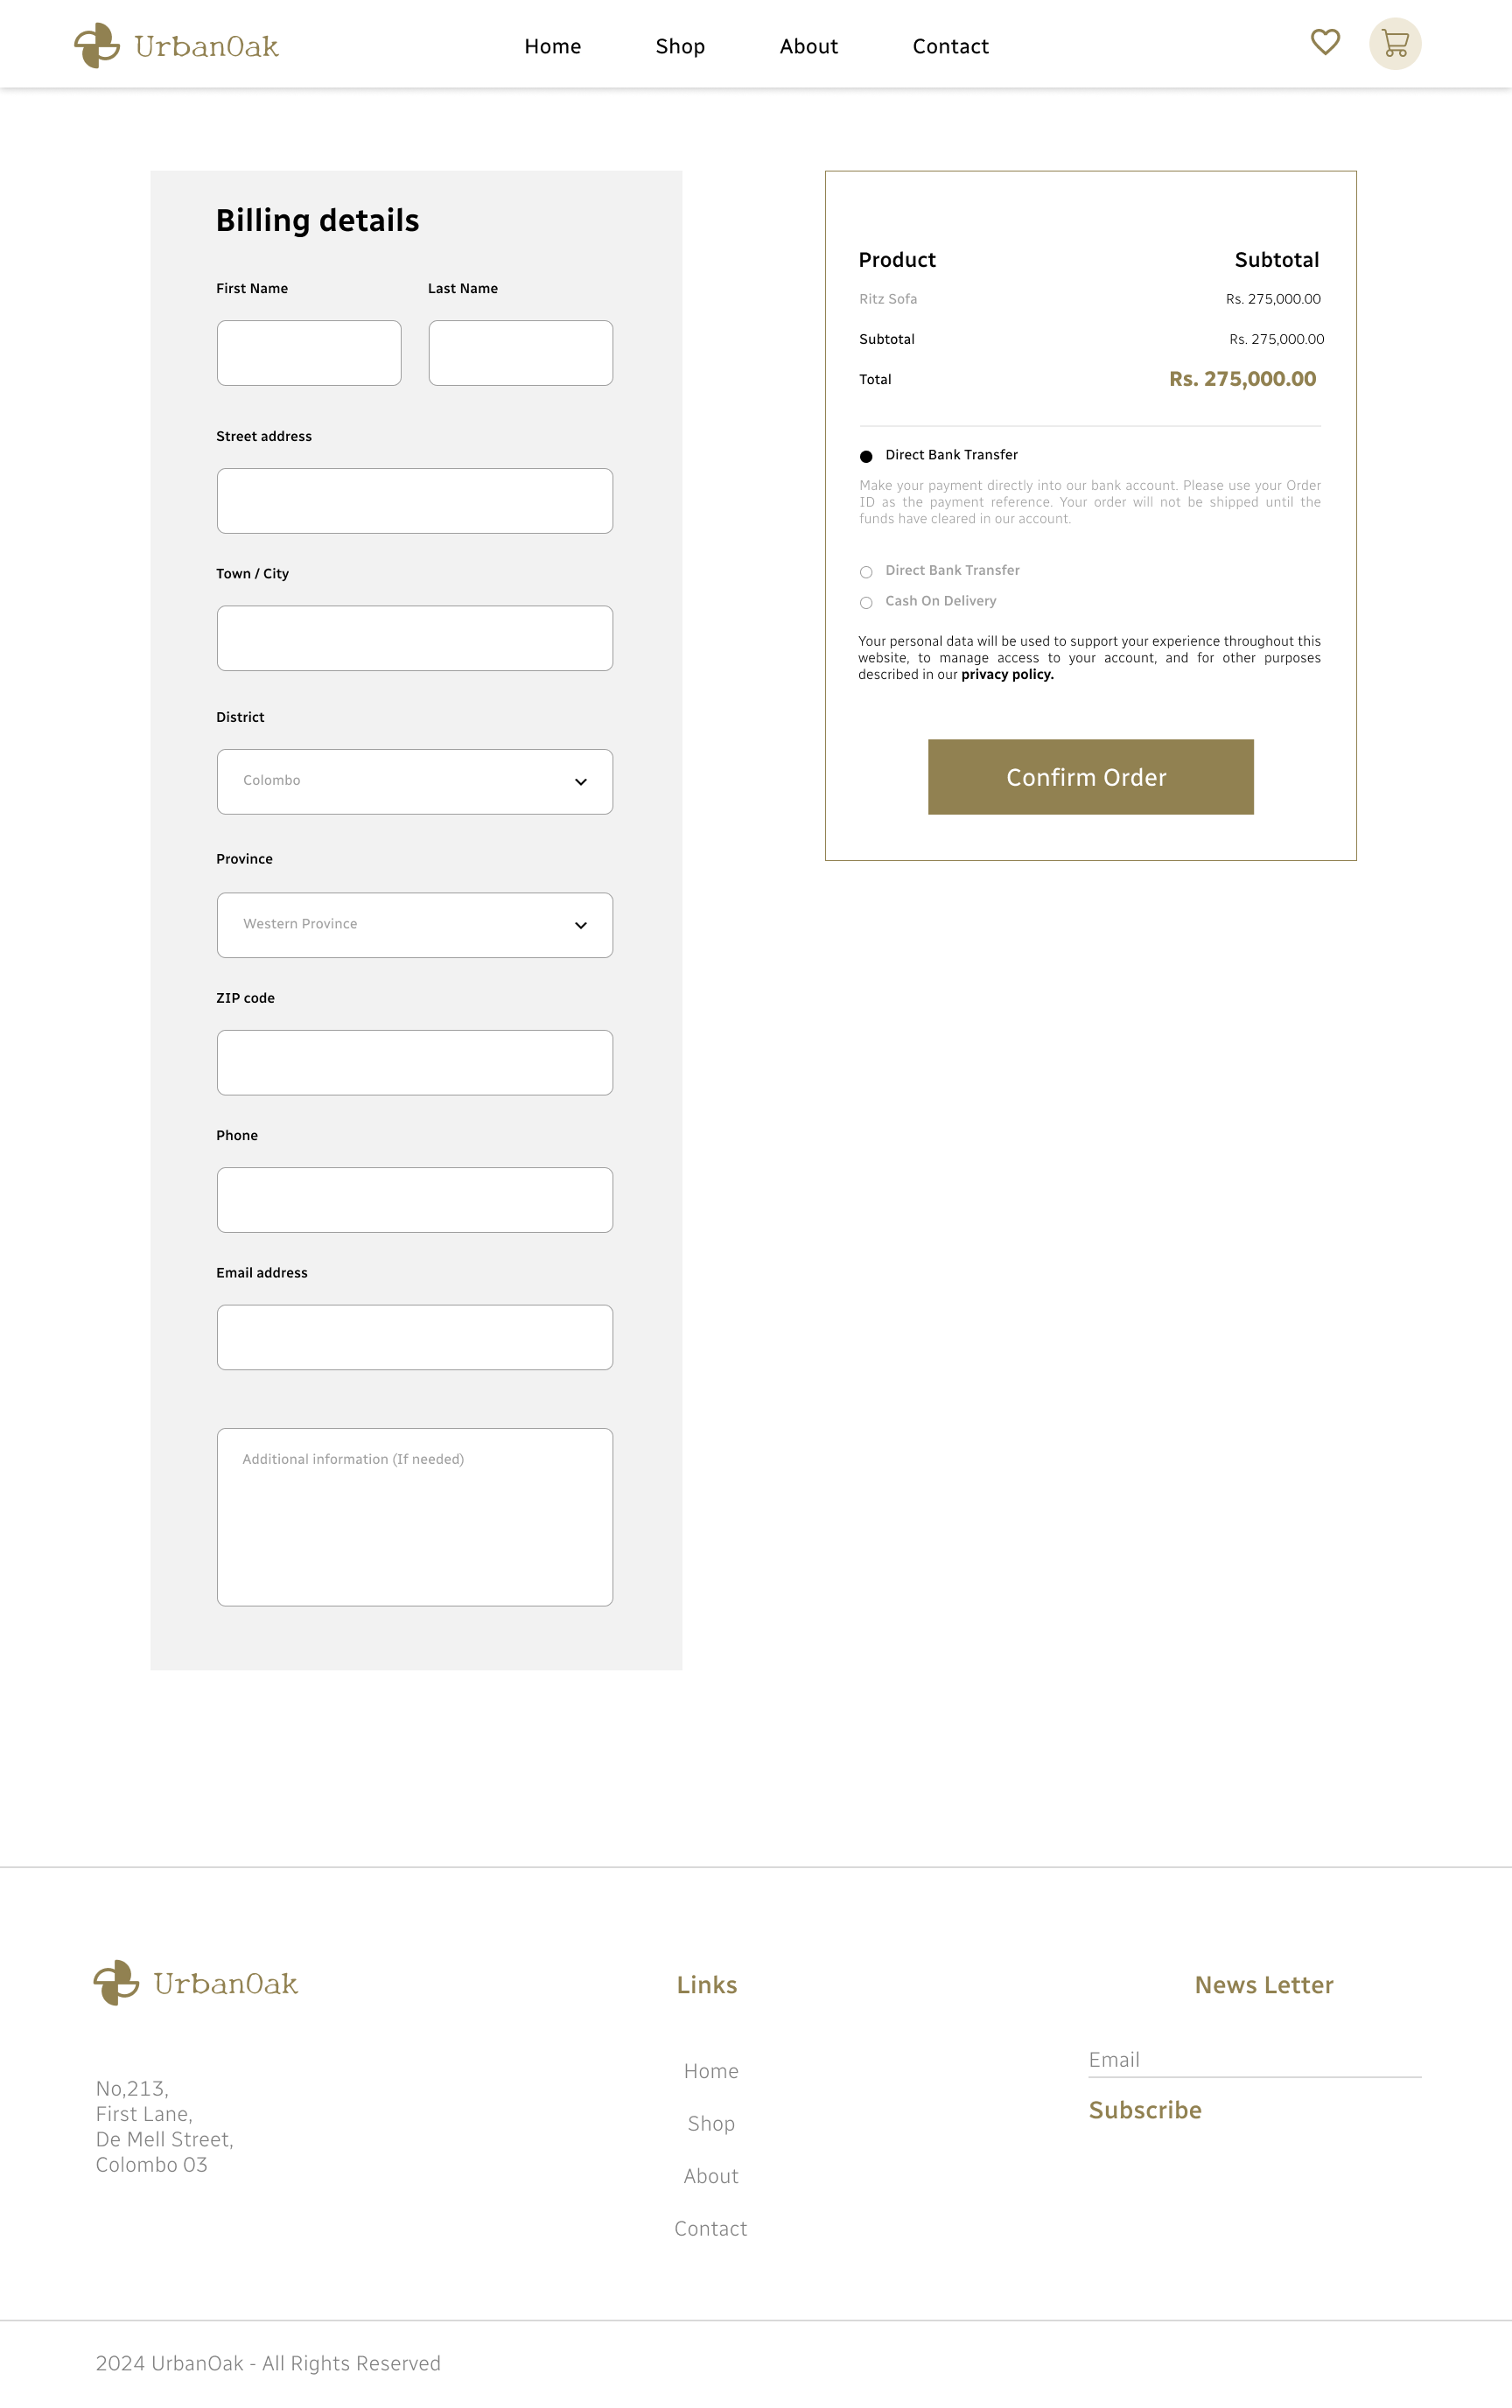 UrbanOak
Home
Shop
About
Contact
Billing details
First Name
Last Name
Street address
Town / City
District
Colombo
Province
Western Province
ZIP code
Phone
Email address
Additional information (If needed)
Product
Subtotal
Ritz Sofa
Rs. 275,000.00
Subtotal
Rs. 275,000.00
Total
Rs. 275,000.00
Direct Bank Transfer
Make your payment directly into our bank account. Please use your Order
ID as the payment reference. Your order will not be shipped until the
funds have cleared in our account.
Direct Bank Transfer
Cash On Delivery
Your personal data will be used to support your experience throughout this
website, to manage access to your account, and for other purposes
described in our privacy policy.
Confirm Order
UrbanOak
No,213,
First Lane,
De Mell Street,
Colombo 03
Links
Home
Shop
About
Contact
News Letter
Email
Subscribe
2024 UrbanOak - All Rights Reserved